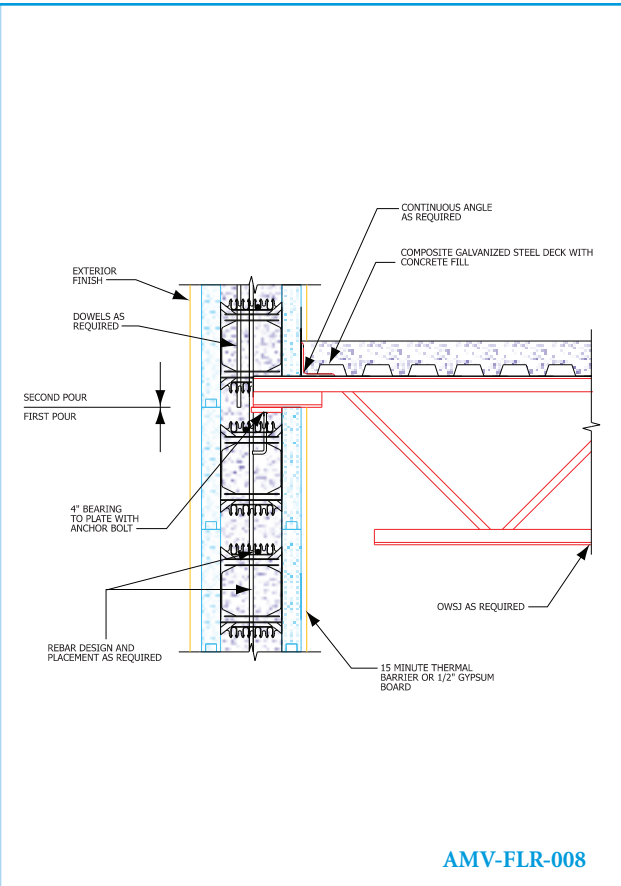 CONTINUOUS ANGLE
AS REQUIRED
COMPOSITE GALVANIZED STEEL DECK WITH
CONCRETE FILL
EXTERIOR
FINISH
DOWELS AS
REQUIRED
SECOND POUR
FIRST POUR
4" BEARING
TO PLATE WITH
ANCHOR BOLT
OWSJ AS REQUIRED
REBAR DESIGN AND
PLACEMENT AS REQUIRED
15 MINUTE THERMAL
BARRIER OR 1/2" GYPSUM
BOARD
AMV-FLR-008